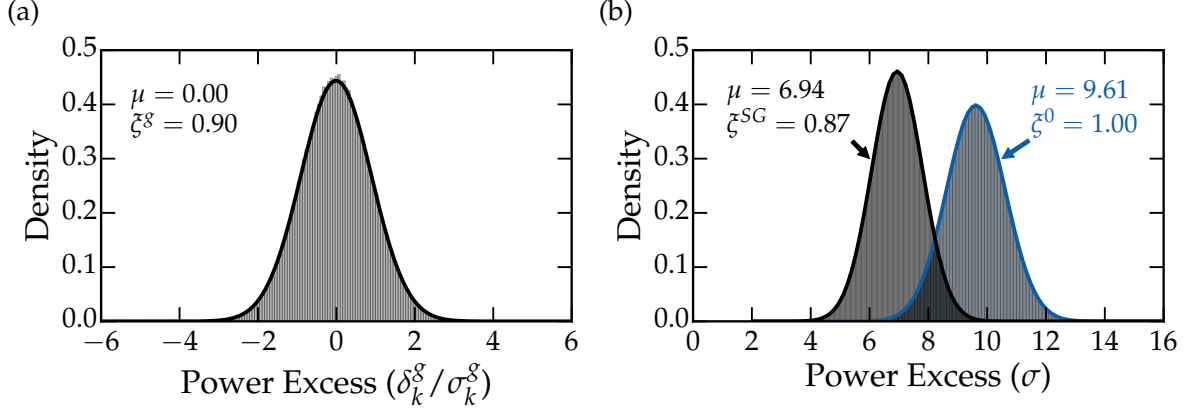 (a)
0.5
0.4
0.3
0.2
0.1
0.0
Density
μ = 0.00
ξ^g = 0.90
−6 −4 −2 0 2 4 6
Power Excess (δ_k^g/σ_k^g)
(b)
0.5
0.4
0.3
0.2
0.1
0.0
Density
μ = 6.94
ξ^{SG} = 0.87
μ = 9.61
ξ^0 = 1.00
0 2 4 6 8 10 12 14 16
Power Excess (σ)